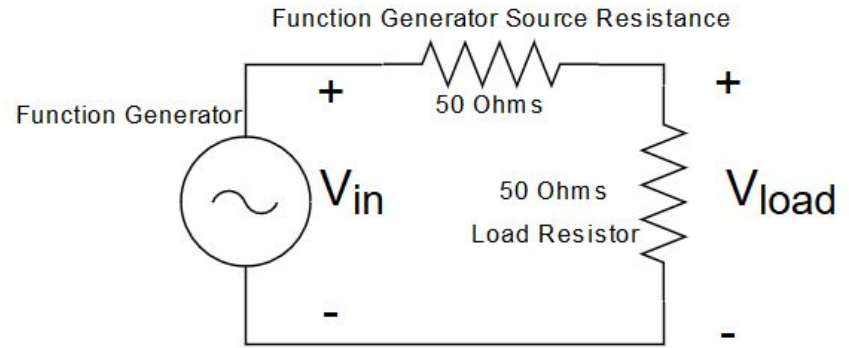 Function Generator Source Resistance
+
50 Ohms
+
Function Generator
Vin
50 Ohms
Load Resistor
Vload
-
-